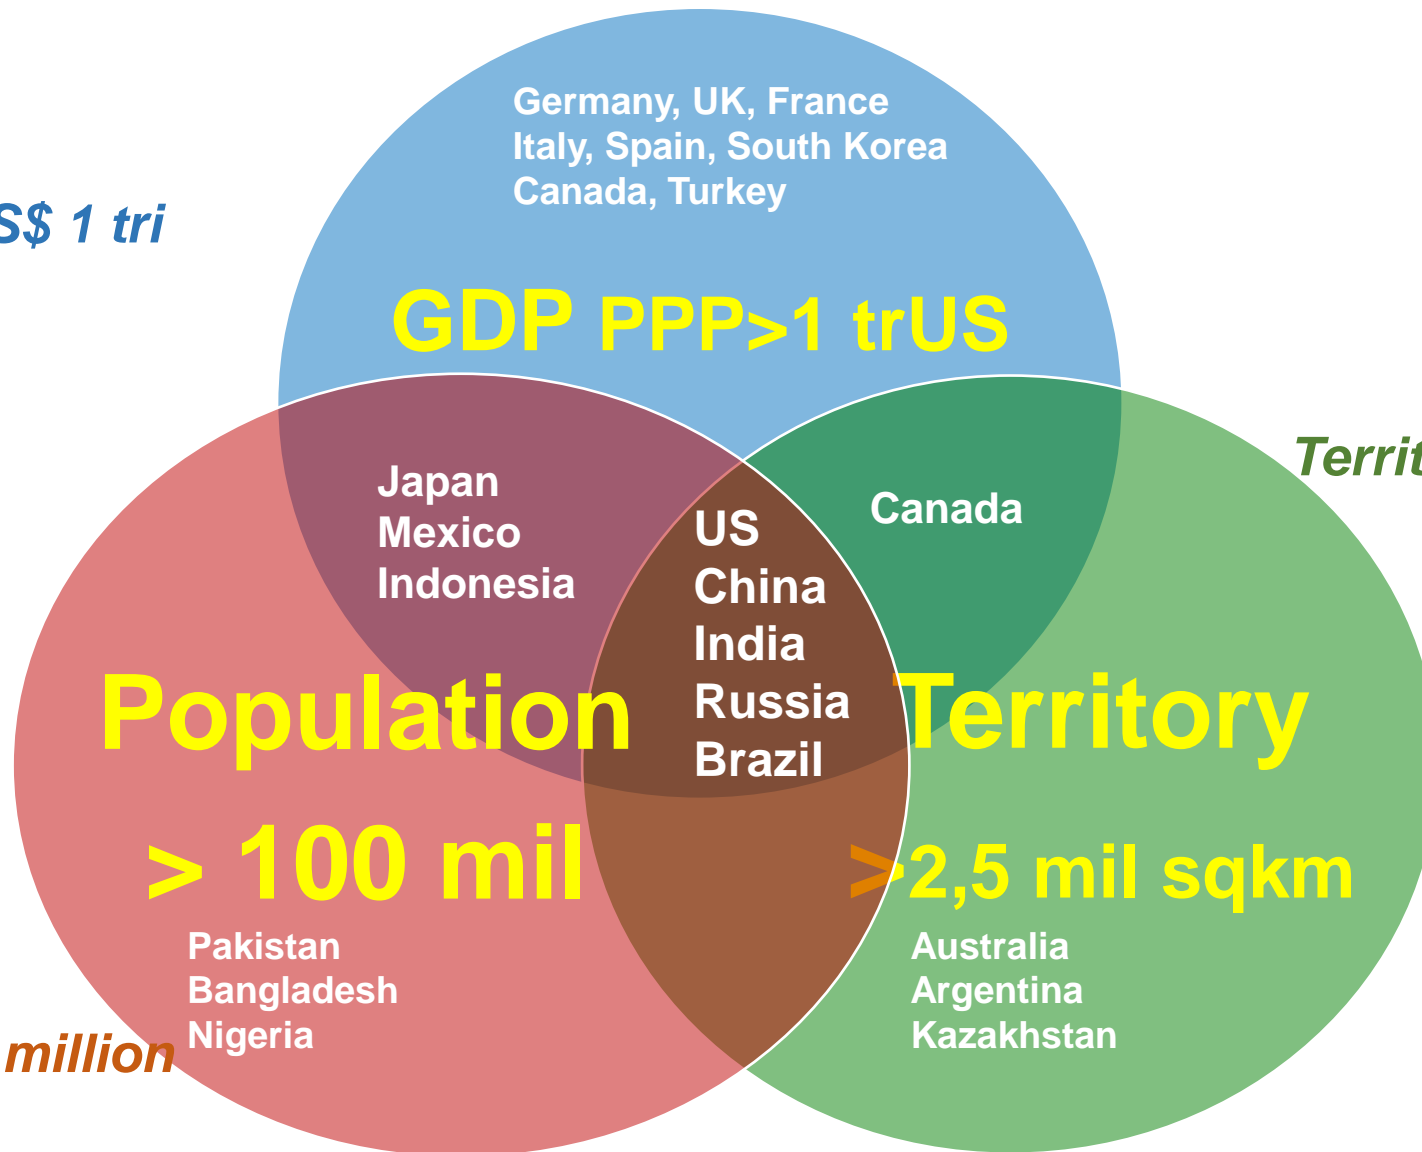 Germany, UK, France
Italy, Spain, South Korea
Canada, Turkey
S$ 1 tri
GDP PPP>1 trUS
Territ
Japan
Mexico
Indonesia
US
China
India
Russia
Brazil
Canada
Population
> 100 mil
Territory
>2,5 mil sqkm
Pakistan
Bangladesh
Nigeria
million
Australia
Argentina
Kazakhstan